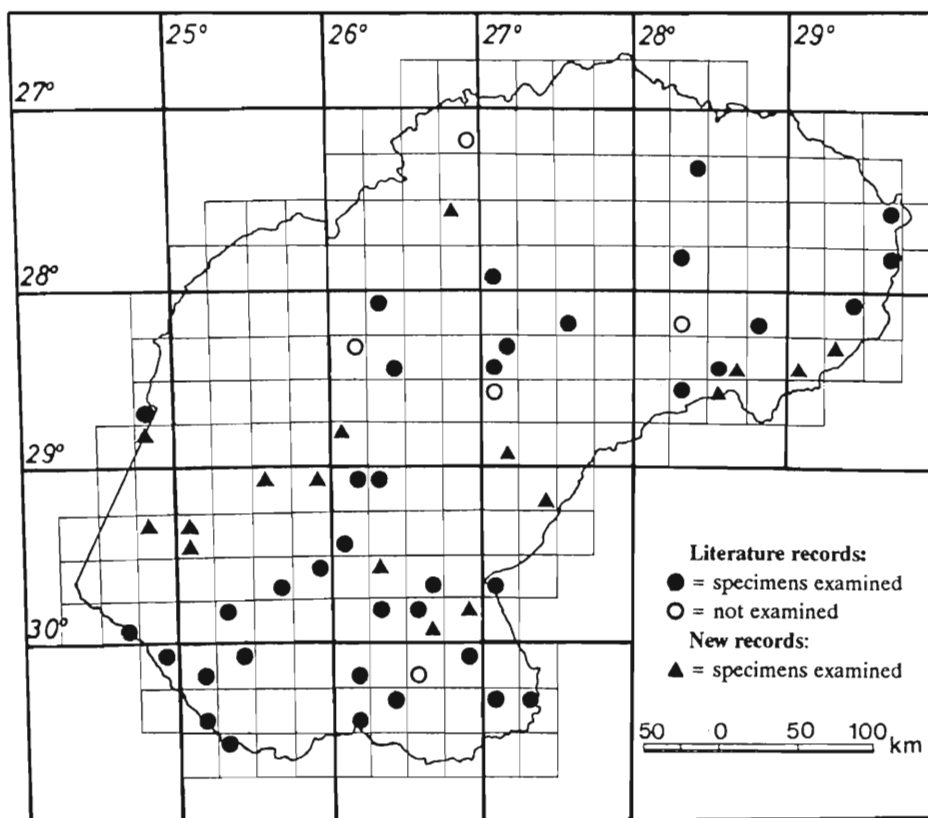 25° 26° 27° 28° 29°
27°
28°
29°
30°
Literature records:
● = specimens examined
○ = not examined
New records:
▲ = specimens examined
50 0 50 100 km